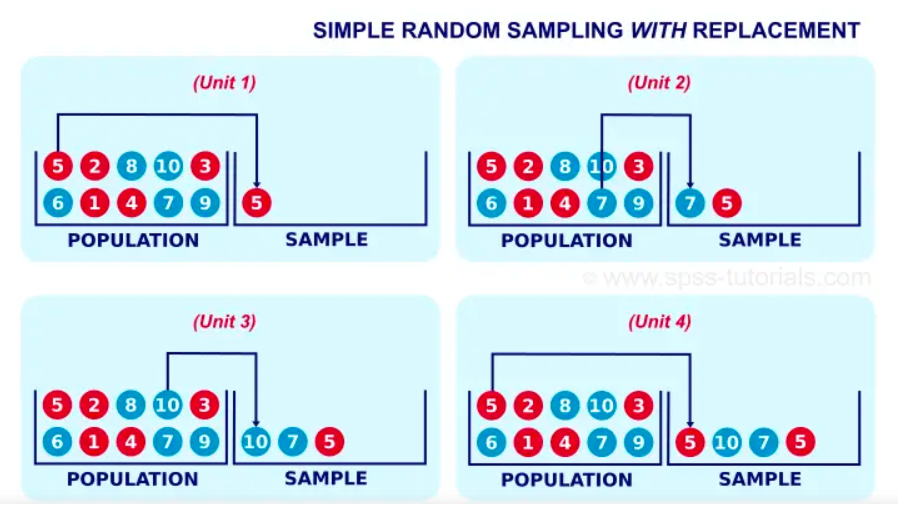 SIMPLE RANDOM SAMPLING WITH REPLACEMENT
(Unit 1)
5 2 8 10 3
6 1 4 7 9 5
POPULATION SAMPLE
(Unit 2)
5 2 8 10 3
6 1 4 7 9 7 5
POPULATION SAMPLE
© www.spss-tutorials.com
(Unit 3)
5 2 8 10 3
6 1 4 7 9 10 7 5
POPULATION SAMPLE
(Unit 4)
5 2 8 10 3
6 1 4 7 9 5 10 7 5
POPULATION SAMPLE